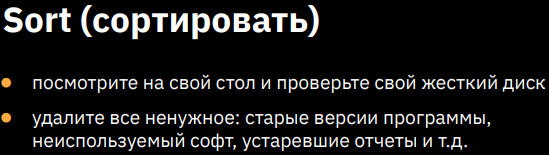 Sort (сортировать)
посмотрите на свой стол и проверьте свой жесткий диск
удалите все ненужное: старые версии программы,
неиспользуемый софт, устаревшие отчеты и т.д.